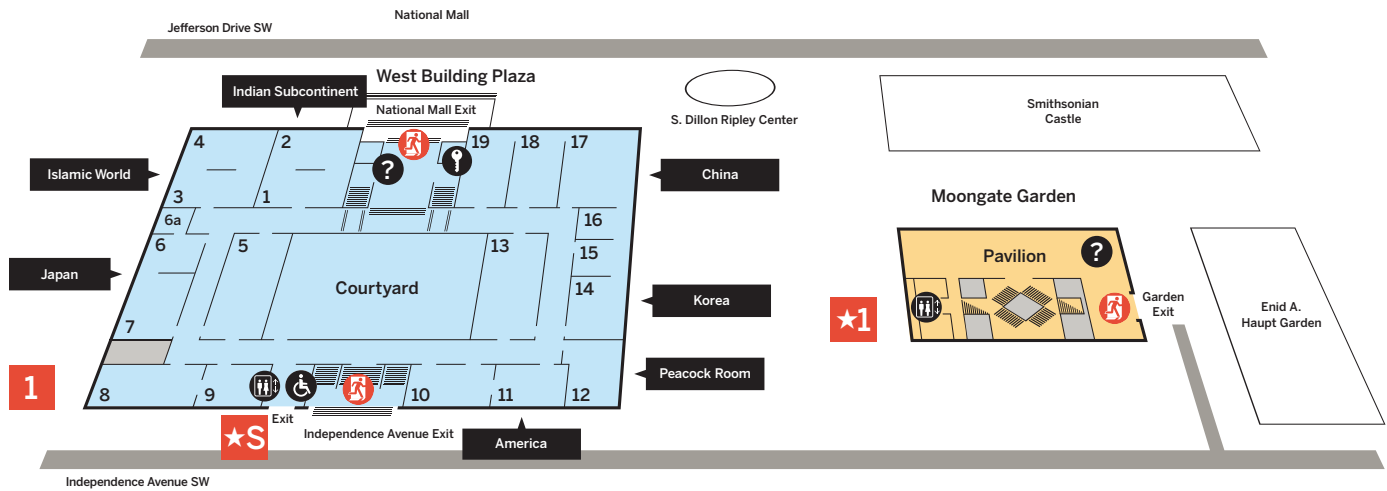 National Mall
Jefferson Drive SW
West Building Plaza
Indian Subcontinent
National Mall Exit
S. Dillon Ripley Center
Smithsonian
Castle
4
2
19
18
17
?
Islamic World
China
3
1
Moongate Garden
6a
16
6
5
13
15
Pavilion
?
Japan
Courtyard
14
Korea
Garden
Exit
Enid A.
Haupt Garden
★1
7
Peacock Room
1
8
9
10
11
12
Exit
Independence Avenue Exit
★S
America
Independence Avenue SW